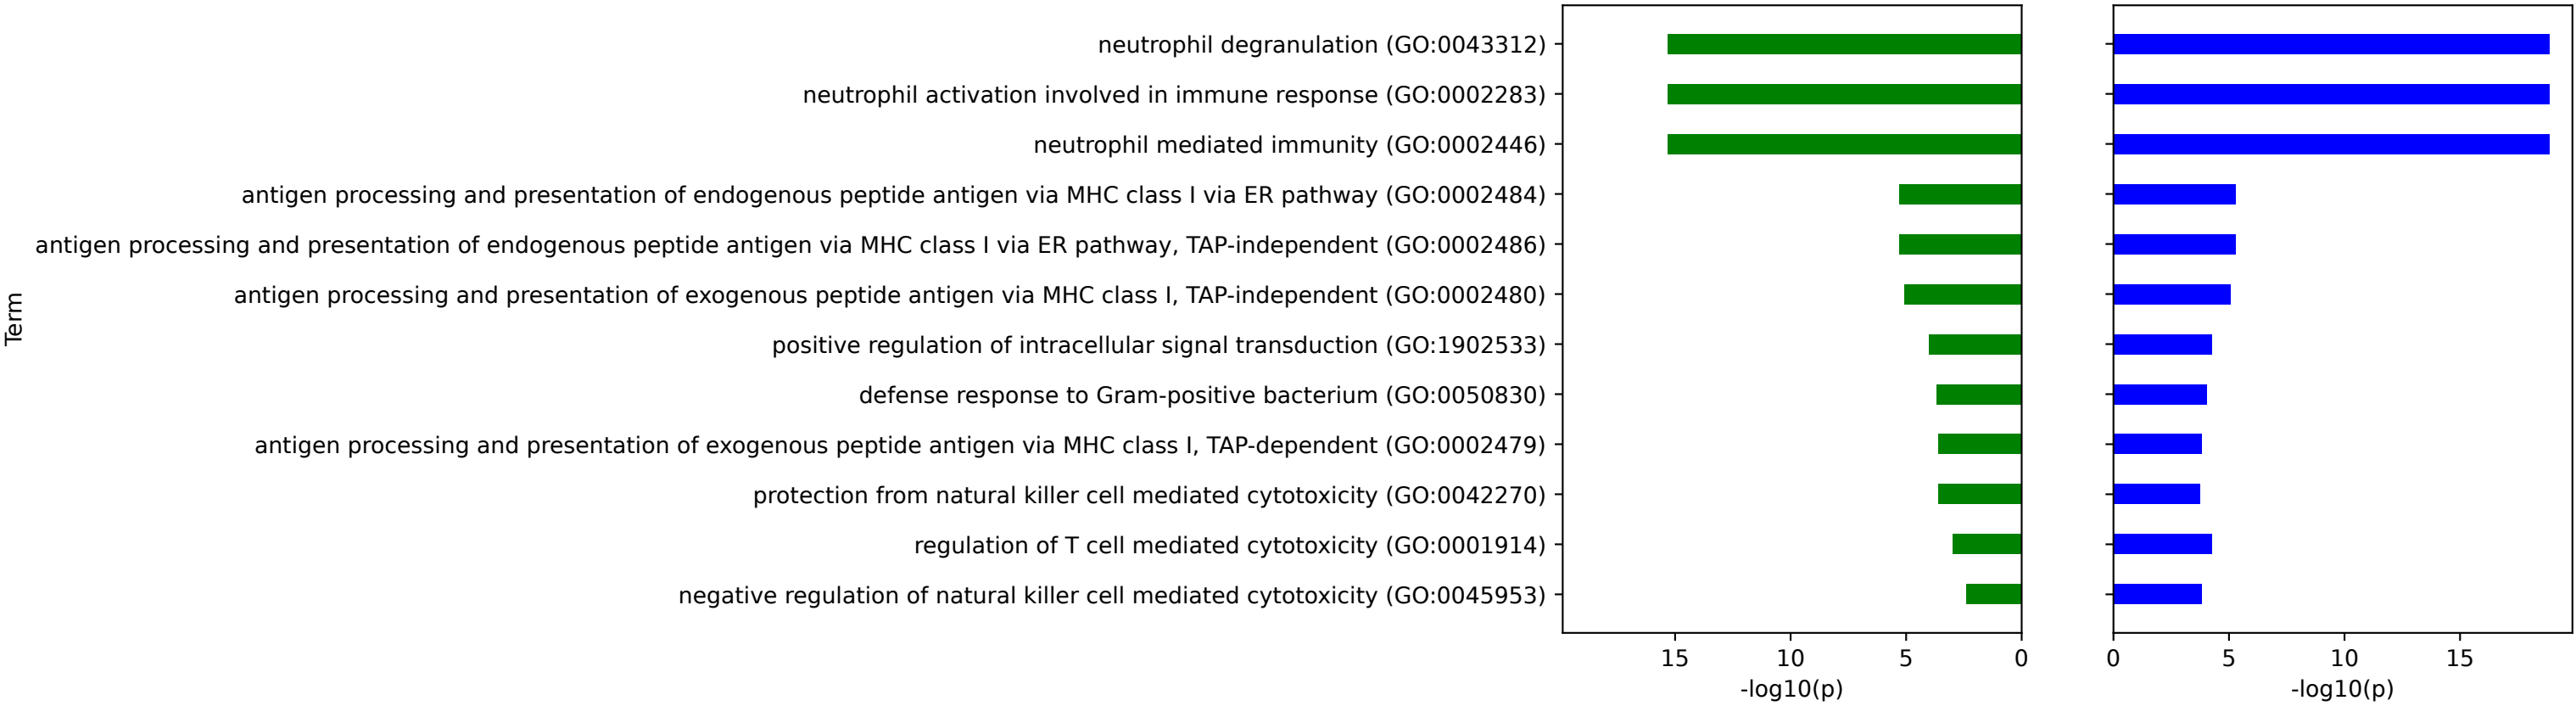 neutrophil degranulation (GO:0043312)
neutrophil activation involved in immune response (GO:0002283)
neutrophil mediated immunity (GO:0002446)
antigen processing and presentation of endogenous peptide antigen via MHC class I via ER pathway (GO:0002484)
antigen processing and presentation of endogenous peptide antigen via MHC class I via ER pathway, TAP-independent (GO:0002486)
antigen processing and presentation of exogenous peptide antigen via MHC class I, TAP-independent (GO:0002480)
Term
positive regulation of intracellular signal transduction (GO:1902533)
defense response to Gram-positive bacterium (GO:0050830)
antigen processing and presentation of exogenous peptide antigen via MHC class I, TAP-dependent (GO:0002479)
protection from natural killer cell mediated cytotoxicity (GO:0042270)
regulation of T cell mediated cytotoxicity (GO:0001914)
negative regulation of natural killer cell mediated cytotoxicity (GO:0045953)
15 10 5 0 0 5 10 15
-log10(p) -log10(p)